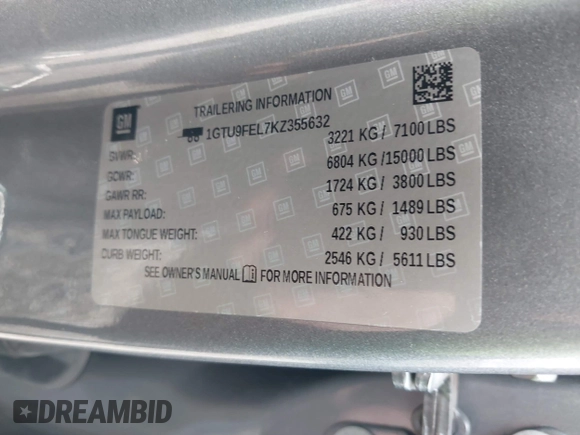 GM
TRAILERING INFORMATION
1GTU9FEL7KZ355632
GVWR: 3221 KG / 7100 LBS
GCWR: 6804 KG /15000 LBS
GAWR RR: 1724 KG / 3800 LBS
MAX PAYLOAD: 675 KG / 1489 LBS
MAX TONGUE WEIGHT: 422 KG / 930 LBS
CURB WEIGHT: 2546 KG / 5611 LBS
SEE OWNER'S MANUAL FOR MORE INFORMATION
DREAMBID